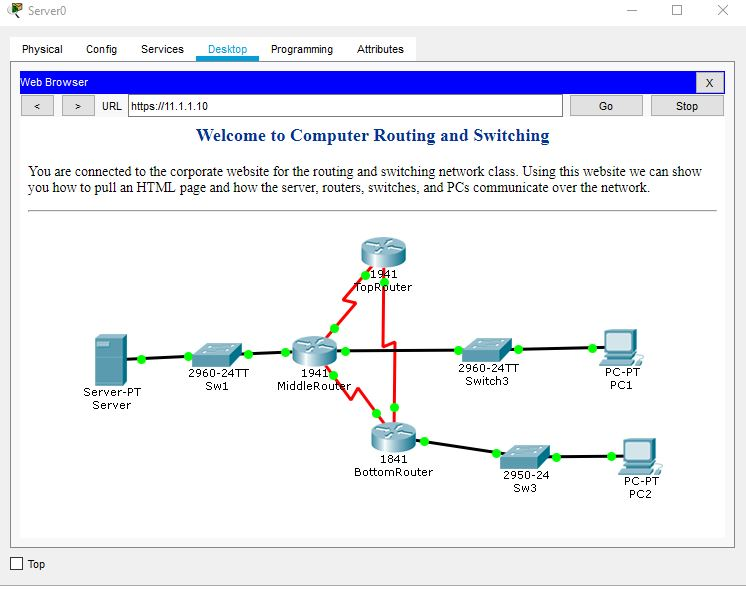 Server0
Physical Config Services Desktop Programming Attributes
Web Browser X
< > URL https://11.1.1.10 Go Stop
Welcome to Computer Routing and Switching
You are connected to the corporate website for the routing and switching network class. Using this website we can show
you how to pull an HTML page and how the server, routers, switches, and PCs communicate over the network.
1941
TopRouter
Server-PT
Server
2960-24TT
Sw1
1941
MiddleRouter
2960-24TT
Switch3
PC-PT
PC1
1841
BottomRouter
2950-24
Sw3
PC-PT
PC2
Top